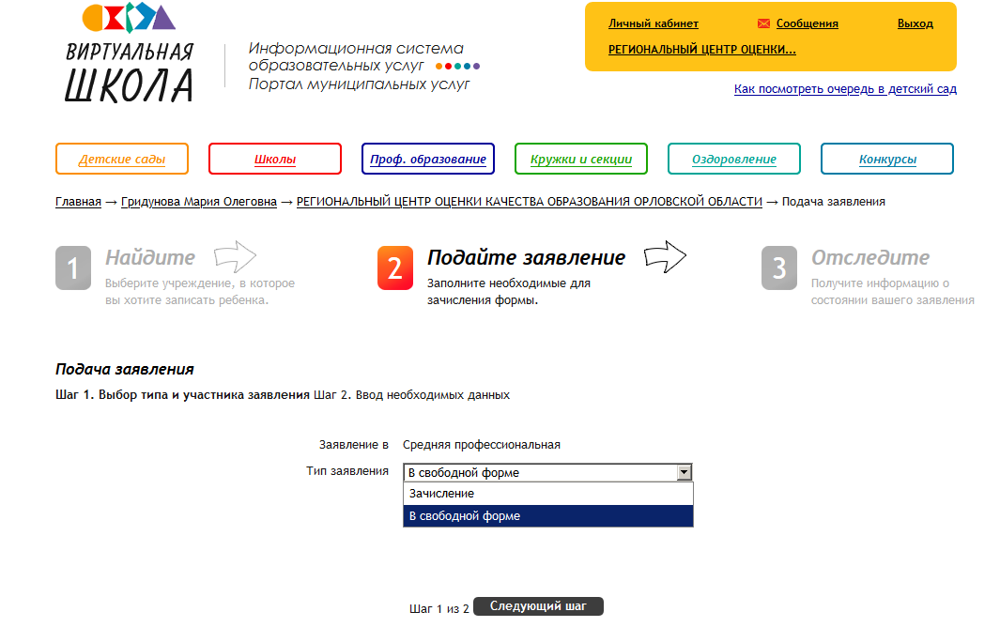 ВИРТУАЛЬНАЯ
ШКОЛА
Информационная система
образовательных услуг
Портал муниципальных услуг
Личный кабинет Сообщения Выход
РЕГИОНАЛЬНЫЙ ЦЕНТР ОЦЕНКИ...
Как посмотреть очередь в детский сад
Детские сады Школы Проф. образование Кружки и секции Оздоровление Конкурсы
Главная → Гридунова Мария Олеговна → РЕГИОНАЛЬНЫЙ ЦЕНТР ОЦЕНКИ КАЧЕСТВА ОБРАЗОВАНИЯ ОРЛОВСКОЙ ОБЛАСТИ → Подача заявления
1 Найдите
Выберите учреждение, в которое
вы хотите записать ребенка.
2 Подайте заявление
Заполните необходимые для
зачисления формы.
3 Отследите
Получите информацию о
состоянии вашего заявления
Подача заявления
Шаг 1. Выбор типа и участника заявления Шаг 2. Ввод необходимых данных
Заявление в Средняя профессиональная
Тип заявления В свободной форме
Зачисление
В свободной форме
Шаг 1 из 2 Следующий шаг